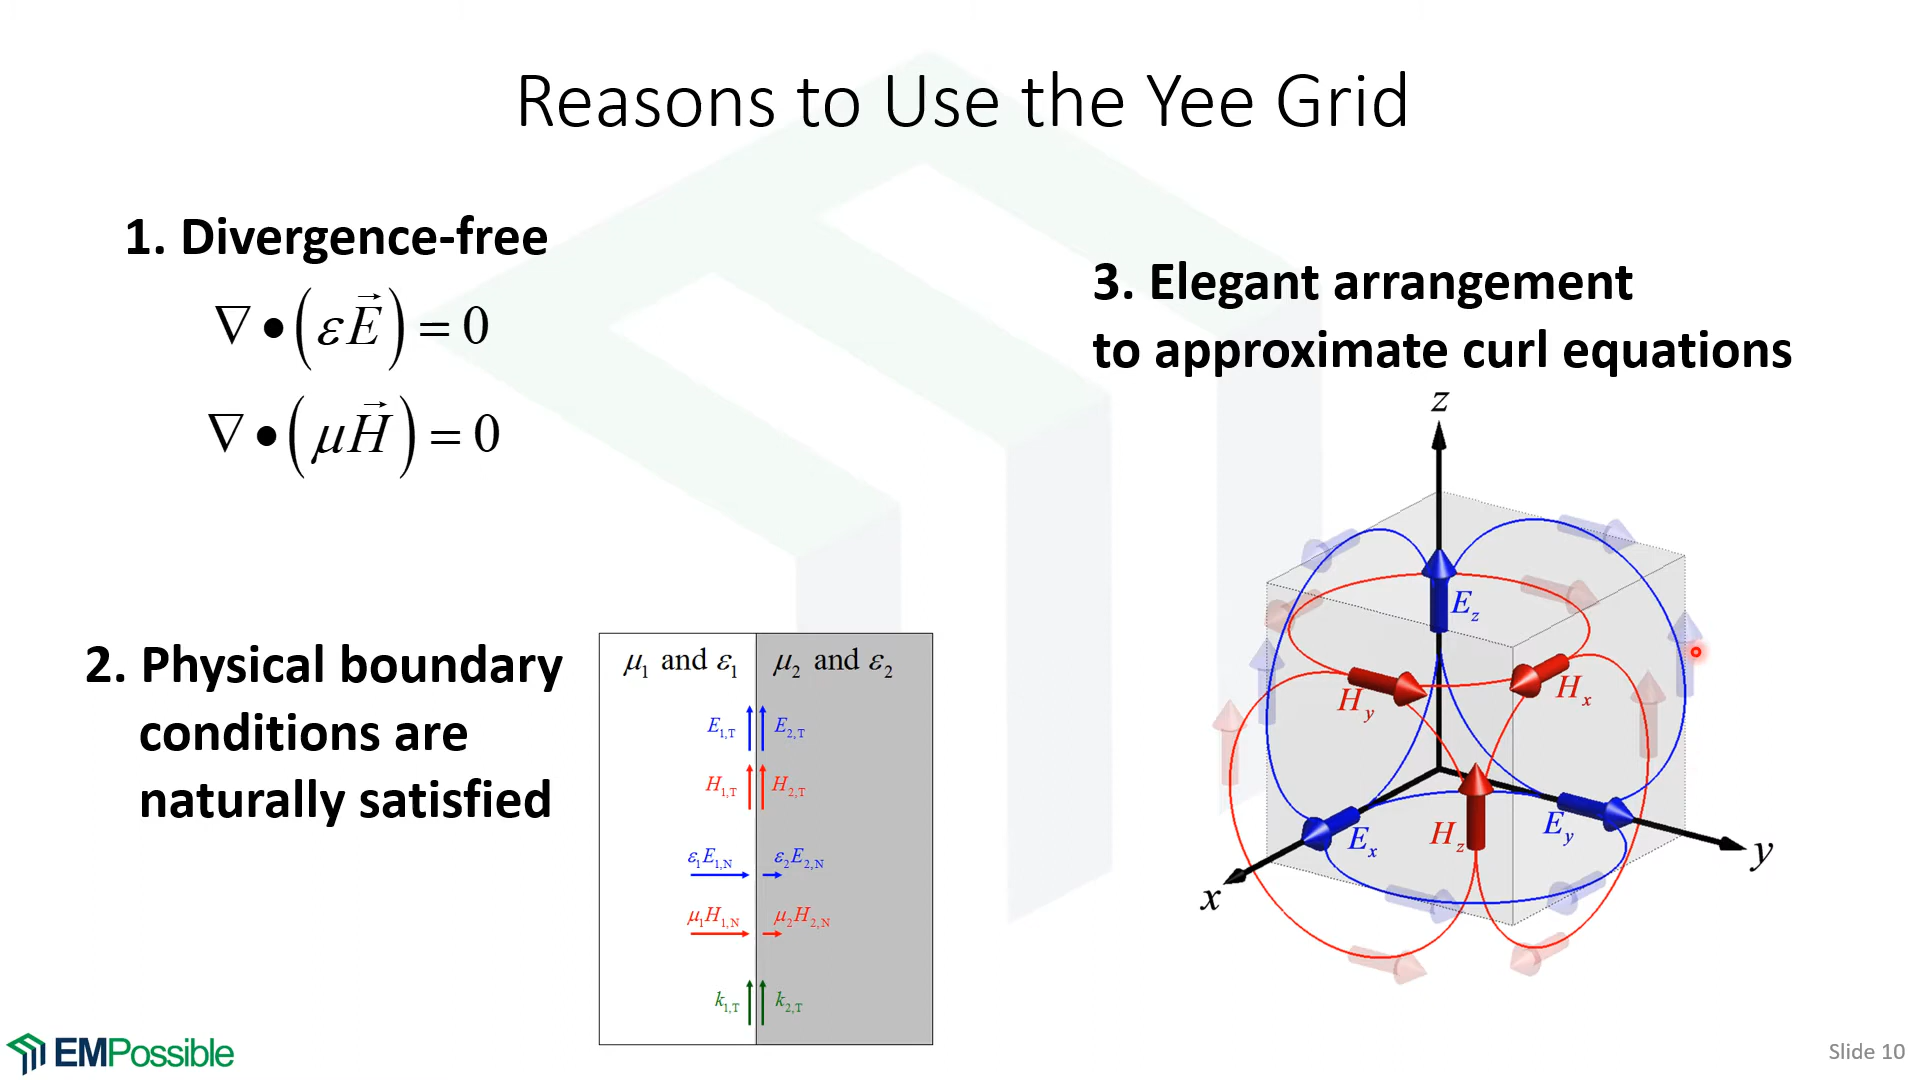 Reasons to Use the Yee Grid
1. Divergence-free
∇•(εE⃗)=0
∇•(μH⃗)=0
2. Physical boundary
conditions are
naturally satisfied
μ₁ and ε₁
μ₂ and ε₂
E₁,T
E₂,T
H₁,T
H₂,T
ε₁E₁,N
ε₂E₂,N
μ₁H₁,N
μ₂H₂,N
k₁,T
k₂,T
3. Elegant arrangement
to approximate curl equations
z
E_z
H_y
H_x
E_x
H_z
E_y
y
x
EMPossible
Slide 10